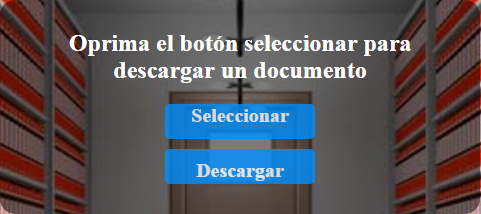 Oprima el botón seleccionar para
descargar un documento
Seleccionar
Descargar